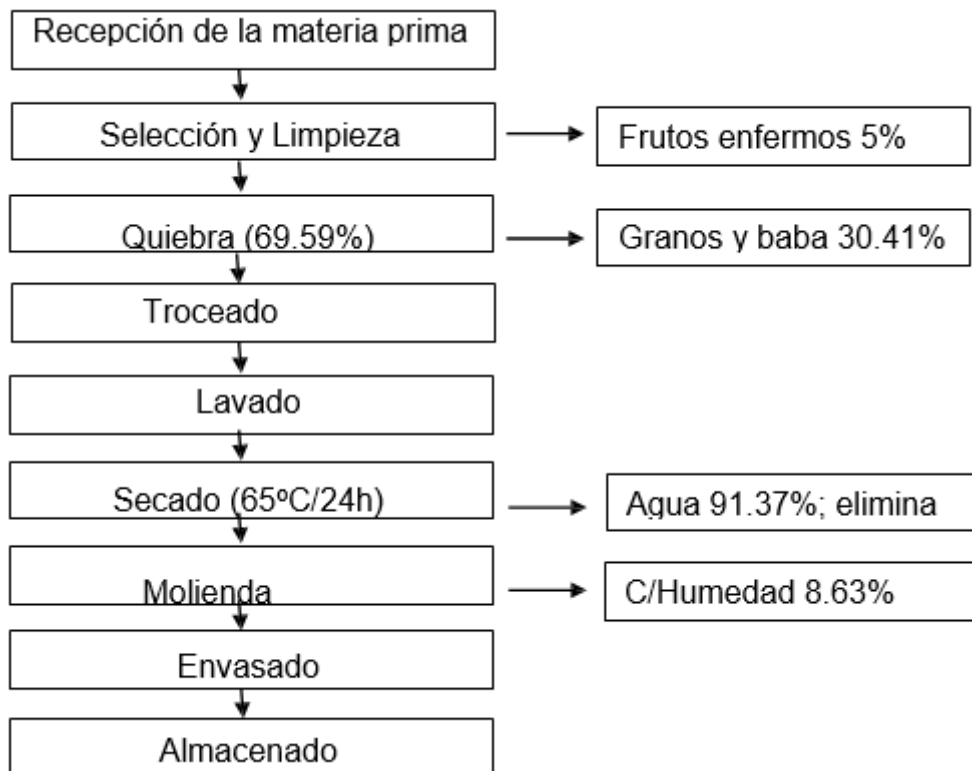 Recepción de la materia prima
Selección y Limpieza
Frutos enfermos 5%
Quiebra (69.59%)
Granos y baba 30.41%
Troceado
Lavado
Secado (65ºC/24h)
Agua 91.37%; elimina
Molienda
C/Humedad 8.63%
Envasado
Almacenado